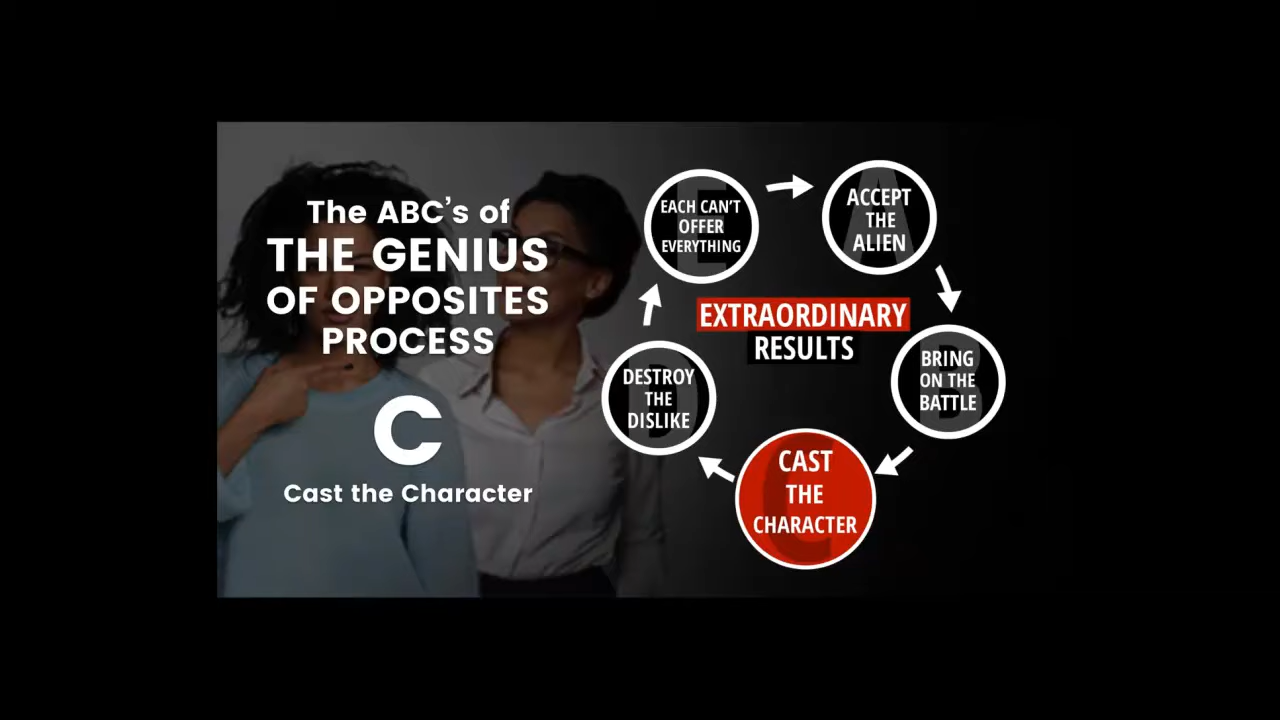 The ABC's of
THE GENIUS
OF OPPOSITES
PROCESS
C
Cast the Character
E
EACH CAN'T
OFFER
EVERYTHING
A
ACCEPT
THE
ALIEN
EXTRAORDINARY
RESULTS
B
BRING
ON THE
BATTLE
D
DESTROY
THE
DISLIKE
C
CAST
THE
CHARACTER